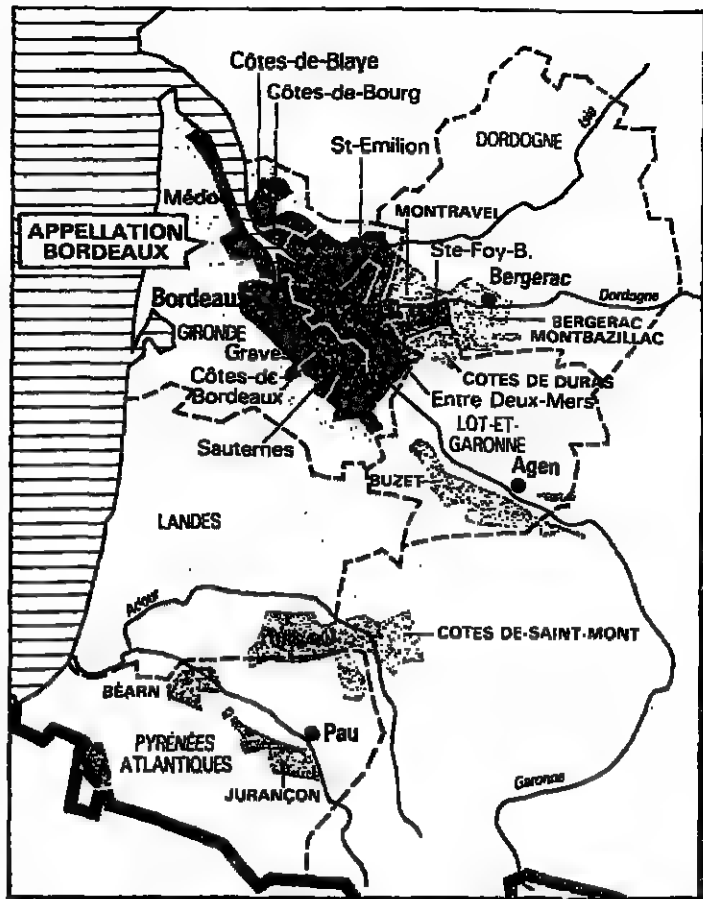 Côtes-de-Blaye
Côtes-de-Bourg
St-Emilion
DORDOGNE
Isle
Médoc
MONTRAVEL
APPELLATION
BORDEAUX
Ste-Foy-B.
Bergerac
Bordeaux
Dordogne
GIRONDE
BERGERAC
MONTBAZILLAC
Graves
COTES DE DURAS
Côtes-de
Bordeaux
Entre Deux-Mers
LOT-ET-
GARONNE
Sauternes
Agen
BUZET
LANDES
Adour
COTES DE-SAINT-MONT
BÉARN
Pau
PYRÉNÉES
ATLANTIQUES
JURANÇON
Garonne